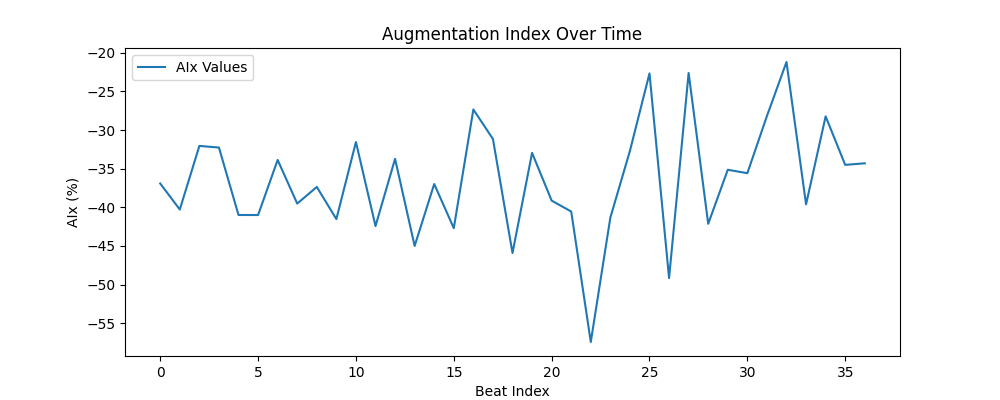 Augmentation Index Over Time
AIx Values
AIx (%)
−20
−25
−30
−35
−40
−45
−50
−55
0 5 10 15 20 25 30 35
Beat Index